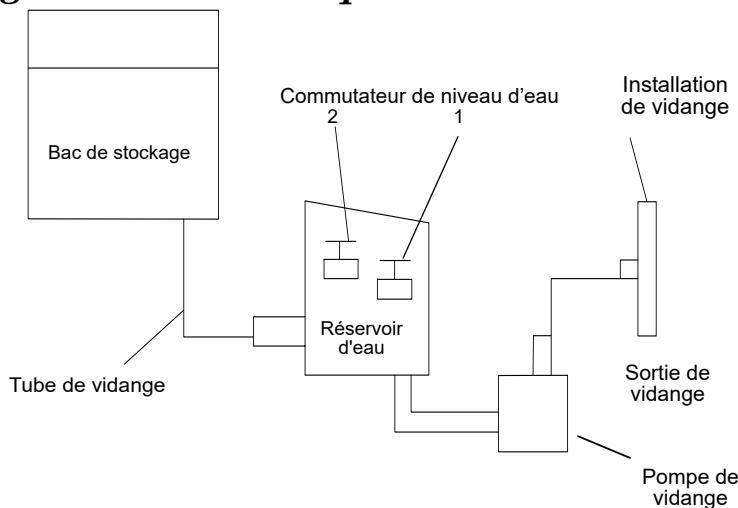 Commutateur de niveau d'eau
2 1
Installation
de vidange
Bac de stockage
Réservoir
d'eau
Tube de vidange
Sortie de
vidange
Pompe de
vidange